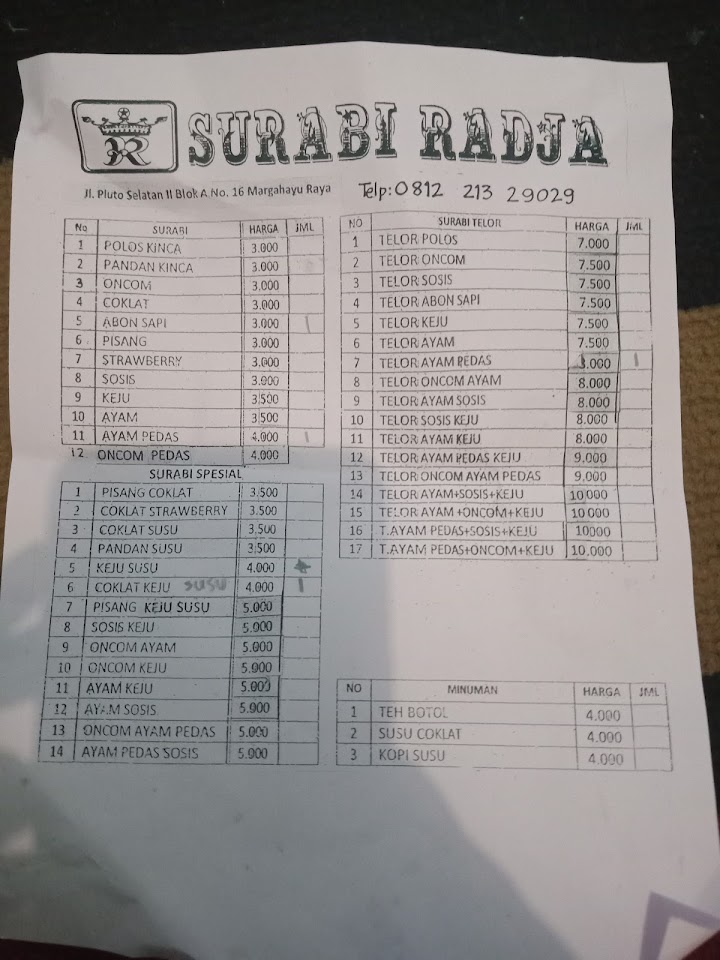 SURABI RADJA
Jl. Pluto Selatan II Blok A No. 16 Margahayu Raya Telp: 0812 213 29029
No SURABI HARGA JML
1 POLOS KINCA 3.000
2 PANDAN KINCA 3.000
3 ONCOM 3.000
4 COKLAT 3.000
5 ABON SAPI 3.000 1
6 PISANG 3.000
7 STRAWBERRY 3.000
8 SOSIS 3.000
9 KEJU 3.500
10 AYAM 3.500
11 AYAM PEDAS 4.000 1
12 ONCOM PEDAS 4.000
SURABI SPESIAL
1 PISANG COKLAT 3.500
2 COKLAT STRAWBERRY 3.500
3 COKLAT SUSU 3.500
4 PANDAN SUSU 3.500
5 KEJU SUSU 4.000
6 COKLAT KEJU SUSU 4.000 1
7 PISANG KEJU SUSU 5.000
8 SOSIS KEJU 5.000
9 ONCOM AYAM 5.000
10 ONCOM KEJU 5.000
11 AYAM KEJU 5.000
12 AYAM SOSIS 5.000
13 ONCOM AYAM PEDAS 5.000
14 AYAM PEDAS SOSIS 5.000
NO SURABI TELOR HARGA JML
1 TELOR POLOS 7.000
2 TELOR ONCOM 7.500
3 TELOR SOSIS 7.500
4 TELOR ABON SAPI 7.500
5 TELOR KEJU 7.500
6 TELOR AYAM 7.500
7 TELOR AYAM PEDAS 1
8 TELOR ONCOM AYAM 8.000
9 TELOR AYAM SOSIS 8.000
10 TELOR SOSIS KEJU 8.000
11 TELOR AYAM KEJU 8.000
12 TELOR AYAM PEDAS KEJU 9.000
13 TELOR ONCOM AYAM PEDAS 9.000
14 TELOR AYAM+SOSIS+KEJU 10.000
15 TELOR AYAM +ONCOM+KEJU 10.000
16 T.AYAM PEDAS+SOSIS+KEJU 10000
17 T.AYAM PEDAS+ONCOM+KEJU 10.000
NO MINUMAN HARGA JML
1 TEH BOTOL 4.000
2 SUSU COKLAT 4.000
3 KOPI SUSU 4.000